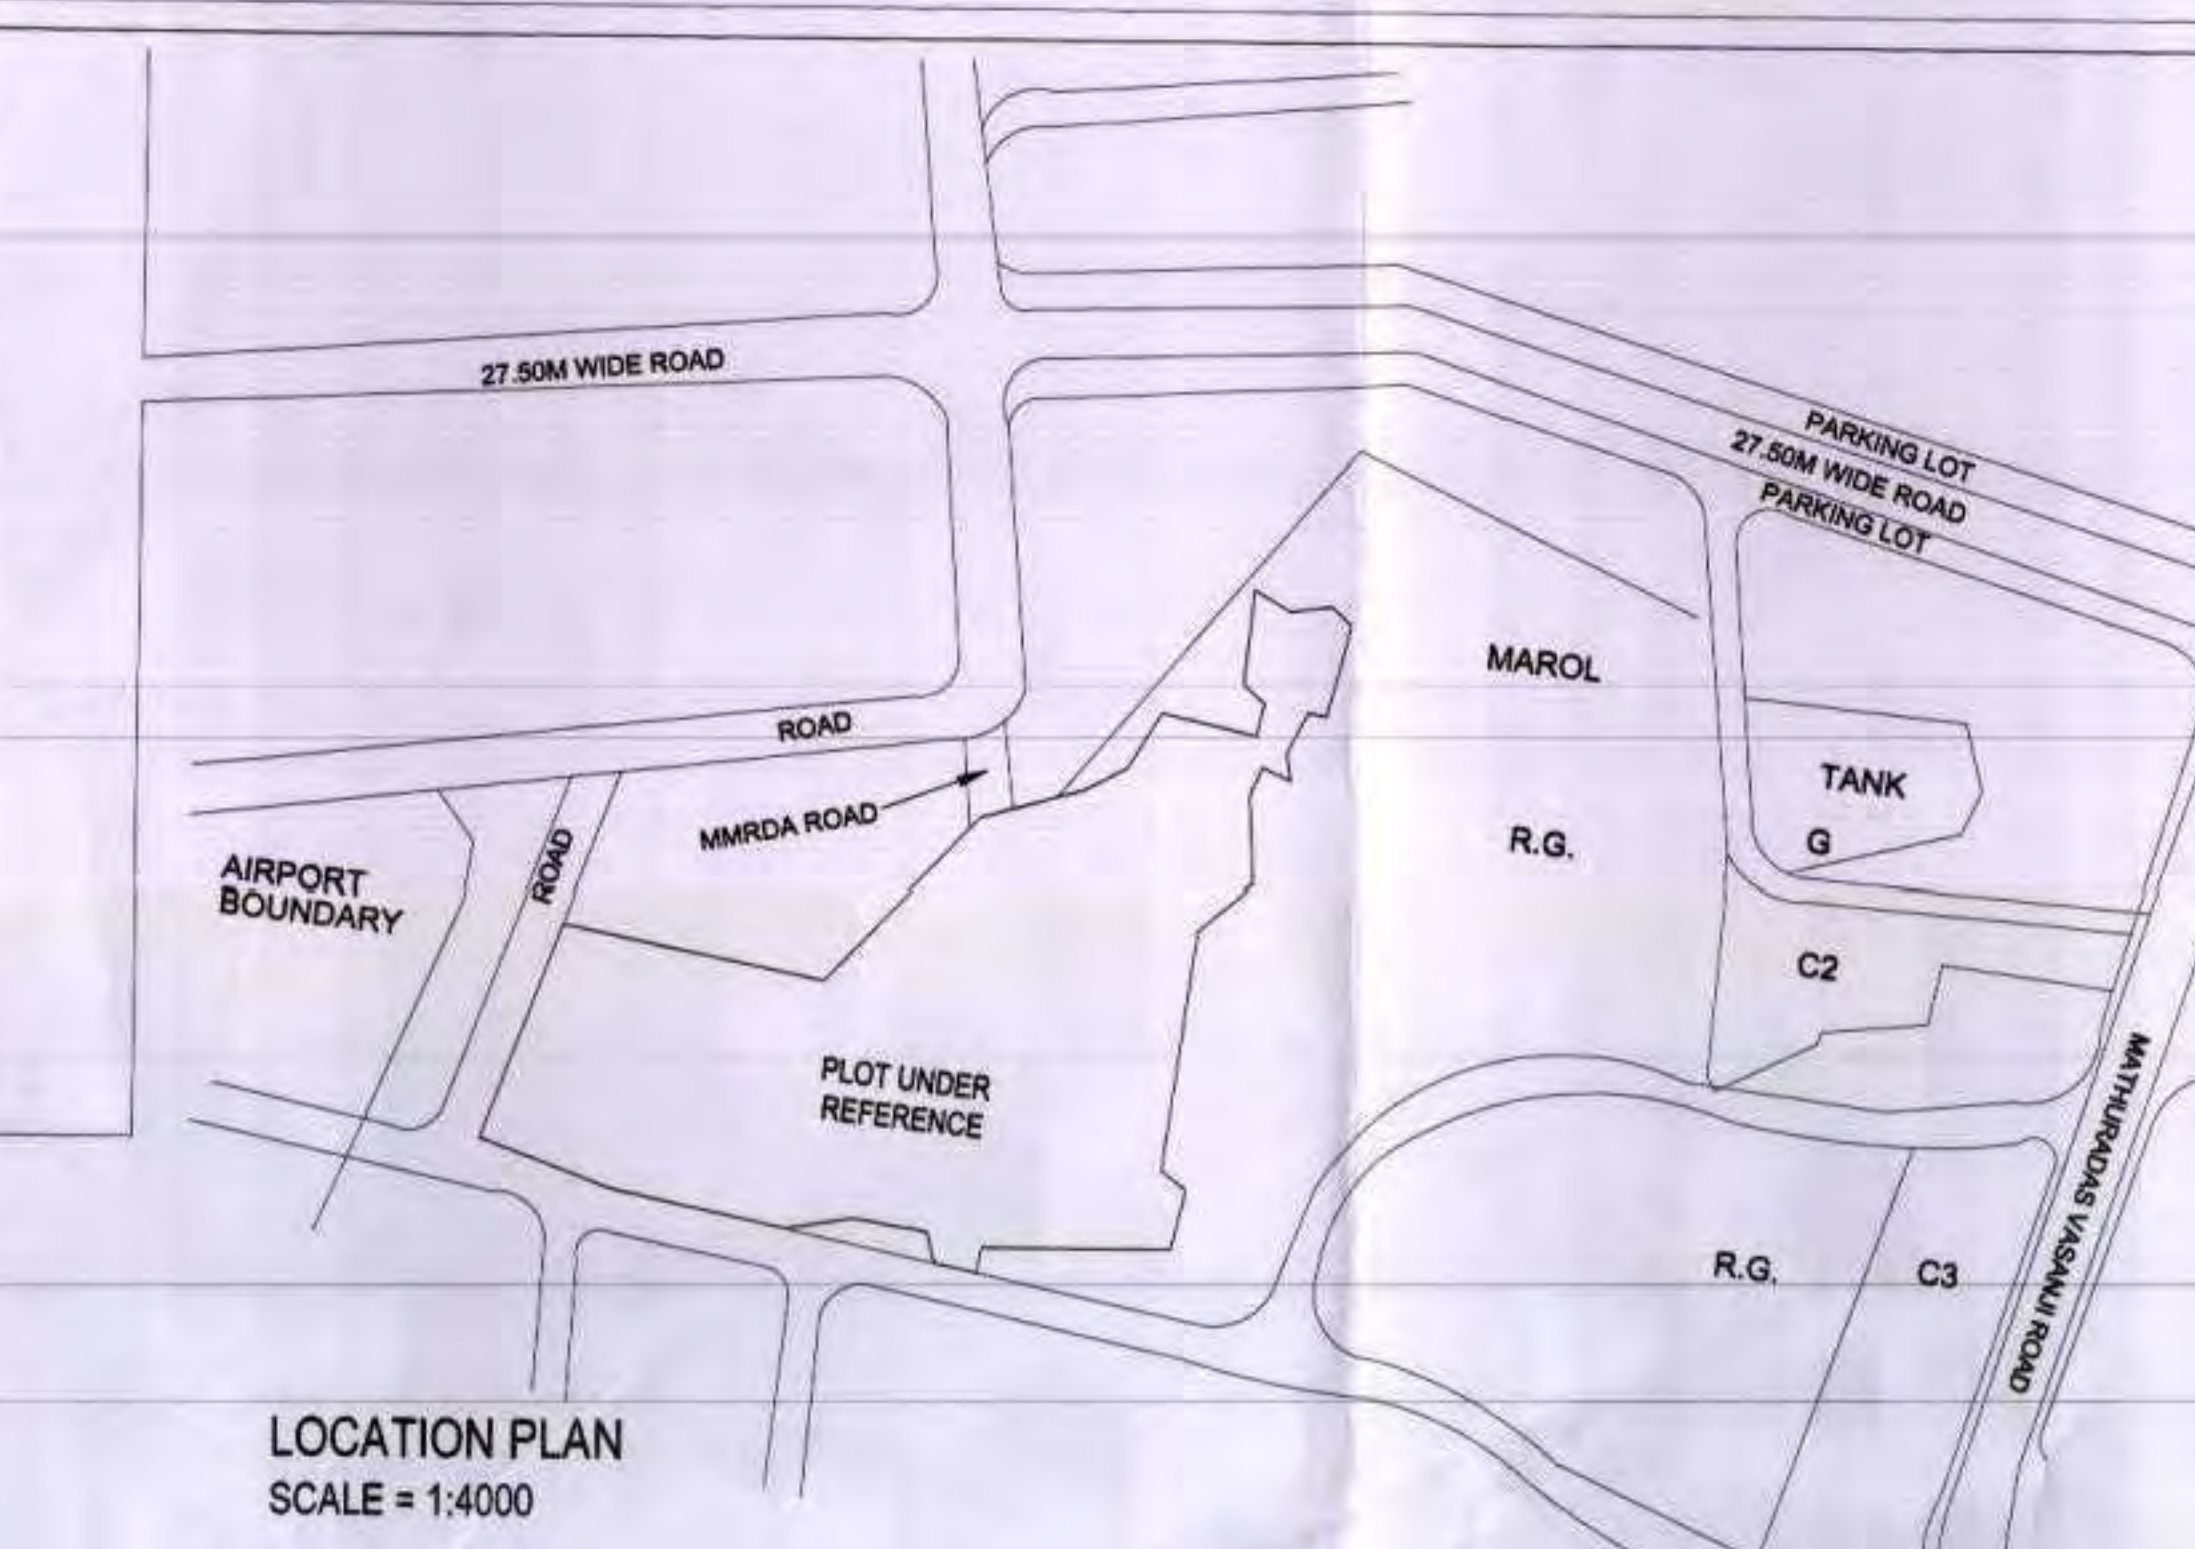 27.50M WIDE ROAD
PARKING LOT
27.50M WIDE ROAD
PARKING LOT
MAROL
ROAD
TANK
MMRDA ROAD
R.G.
G
ROAD
AIRPORT
BOUNDARY
C2
PLOT UNDER
REFERENCE
MATHURADAS VASANJI ROAD
R.G.
C3
LOCATION PLAN
SCALE = 1:4000